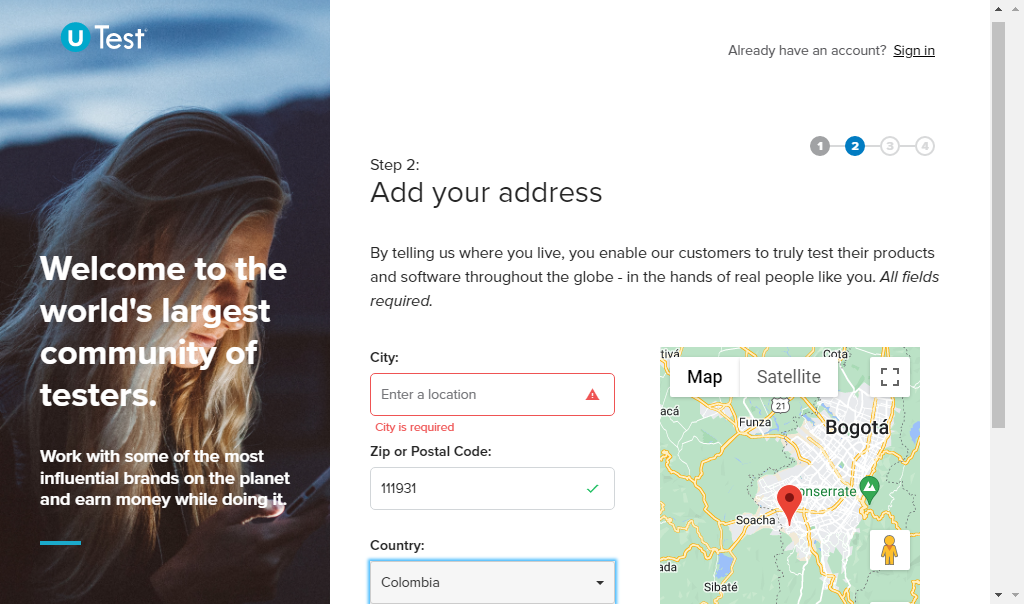 U Test
Welcome to the
world's largest
community of
testers.
Work with some of the most
influential brands on the planet
and earn money while doing it.
Already have an account? Sign in
1 2 3 4
Step 2:
Add your address
By telling us where you live, you enable our customers to truly test their products
and software throughout the globe - in the hands of real people like you. All fields
required.
City:
Enter a location
City is required
Zip or Postal Code:
111931
Country:
Colombia
tivá
Cota
Map Satellite
21
acá
Funza
Bogotá
onserrate
Soacha
ada
Sibaté